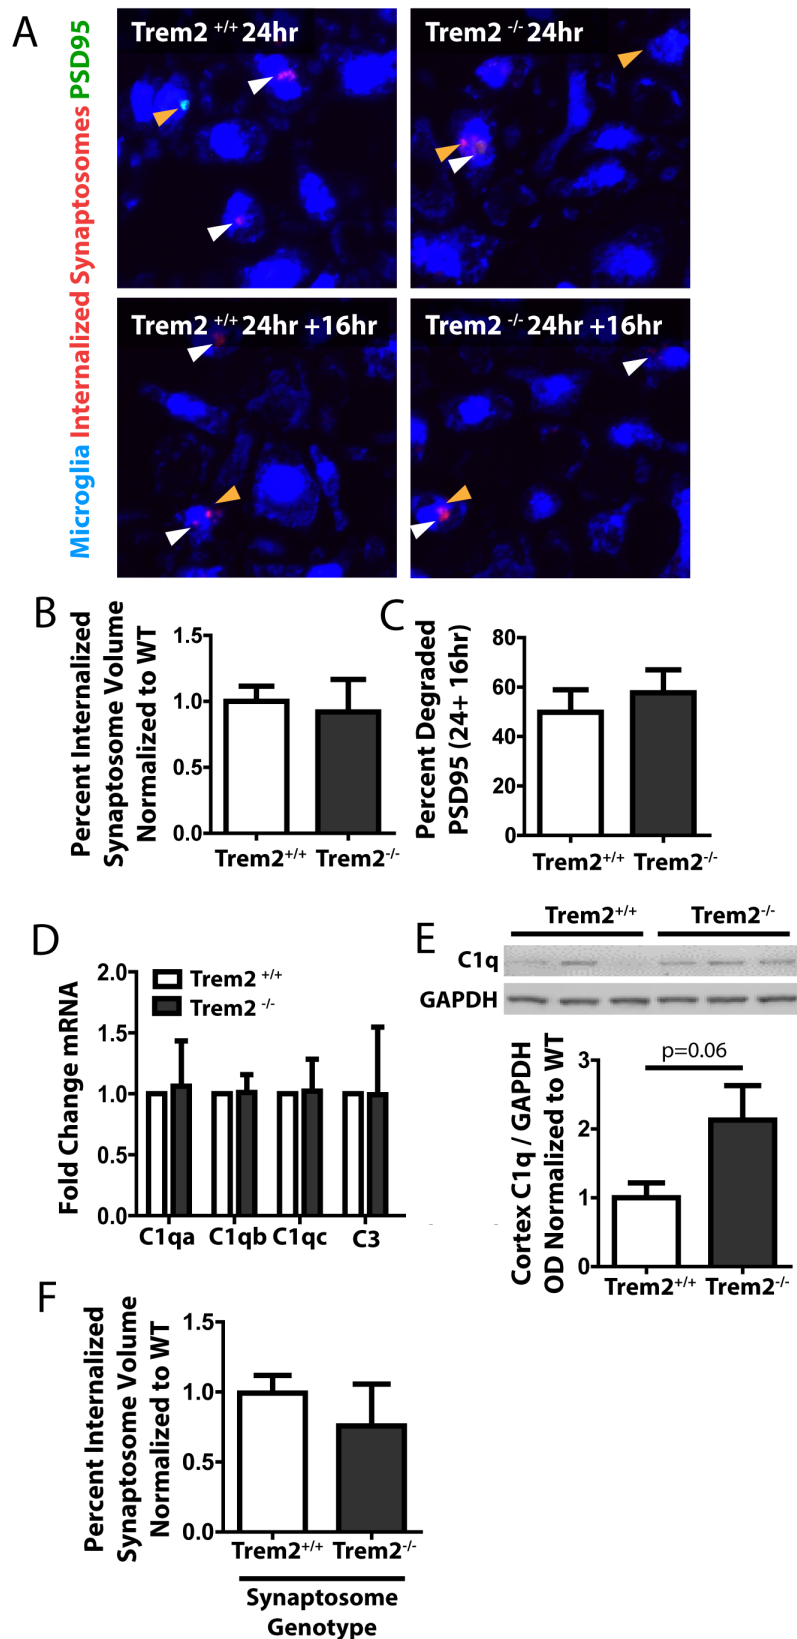 A
Microglia Internalized Synaptosomes PSD95
Trem2 +/+ 24hr
Trem2 -/- 24hr
Trem2 +/+ 24hr +16hr
Trem2 -/- 24hr +16hr
B
Percent Internalized
Synaptosome Volume
Normalized to WT
1.5
1.0
0.5
0.0
Trem2+/+
Trem2-/-
C
Percent Degraded
PSD95 (24+ 16hr)
80
60
40
20
0
Trem2+/+
Trem2-/-
D
Fold Change mRNA
2.0
1.5
1.0
0.5
0.0
Trem2 +/+
Trem2 -/-
C1qa
C1qb
C1qc
C3
E
Trem2+/+
Trem2-/-
C1q
GAPDH
Cortex C1q / GAPDH
OD Normalized to WT
3
2
1
0
p=0.06
Trem2+/+
Trem2-/-
F
Percent Internalized
Synaptosome Volume
Normalized to WT
1.5
1.0
0.5
0.0
Trem2+/+
Trem2-/-
Synaptosome
Genotype